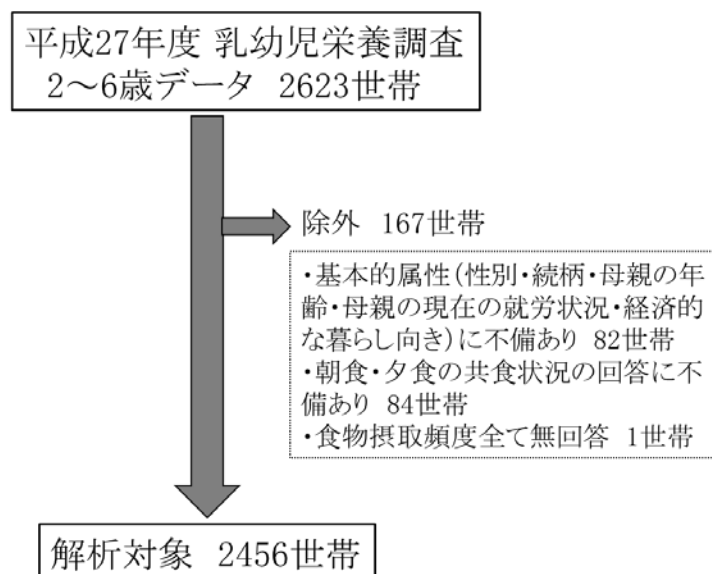 平成27年度 乳幼児栄養調査
2～6歳データ 2623世帯
除外 167世帯
・基本的属性(性別・続柄・母親の年
齢・母親の現在の就労状況・経済的
な暮らし向き)に不備あり 82世帯
・朝食・夕食の共食状況の回答に不
備あり 84世帯
・食物摂取頻度全て無回答 1世帯
解析対象 2456世帯